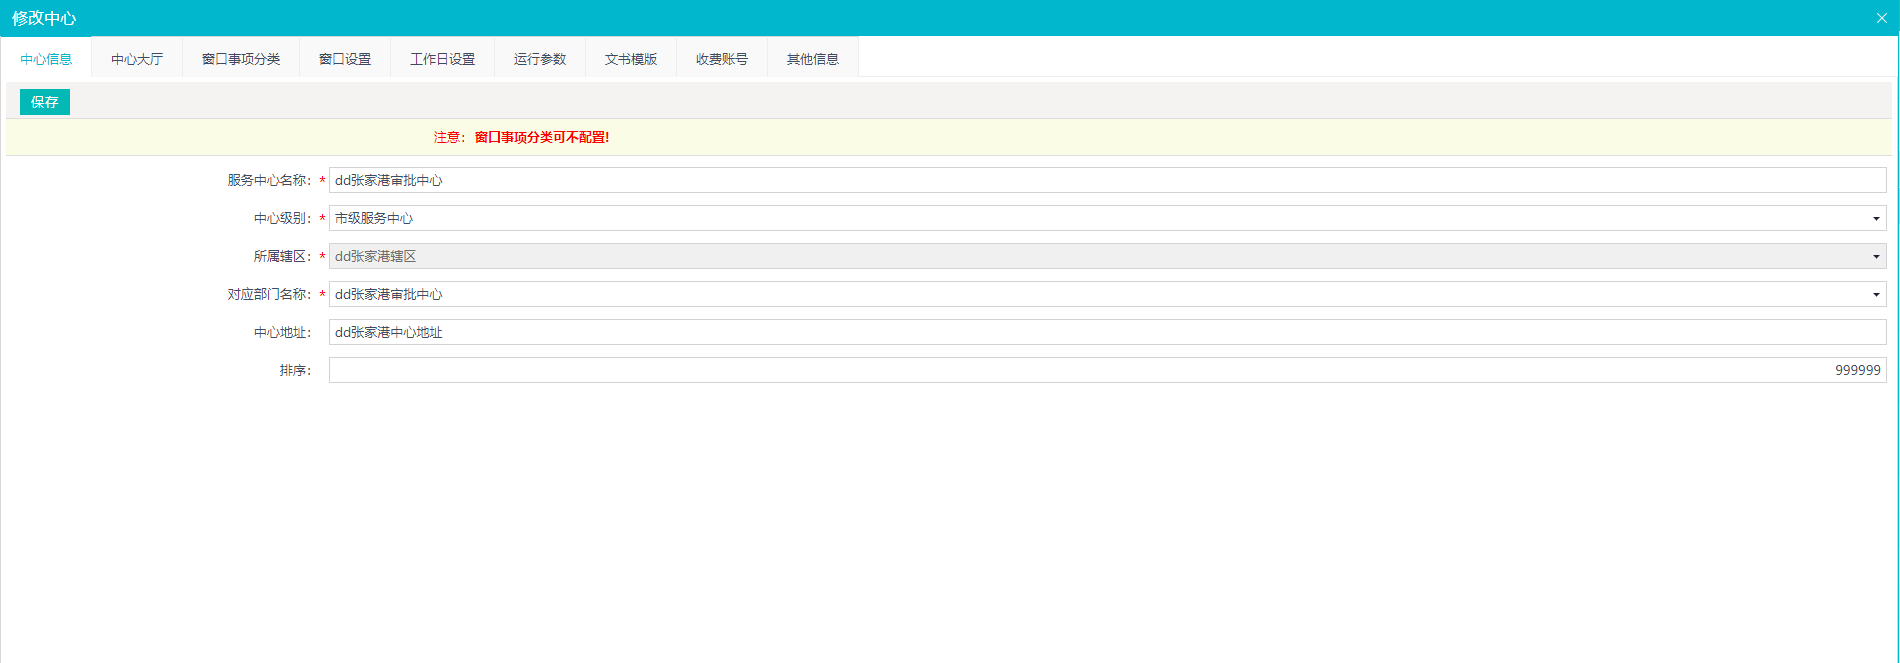 修改中心
中心信息 中心大厅 窗口事项分类 窗口设置 工作日设置 运行参数 文书模版 收费账号 其他信息
保存
注意：窗口事项分类可不配置!
服务中心名称：* dd张家港审批中心
中心级别：* 市级服务中心
所属辖区：* dd张家港辖区
对应部门名称：* dd张家港审批中心
中心地址： dd张家港中心地址
排序： 999999